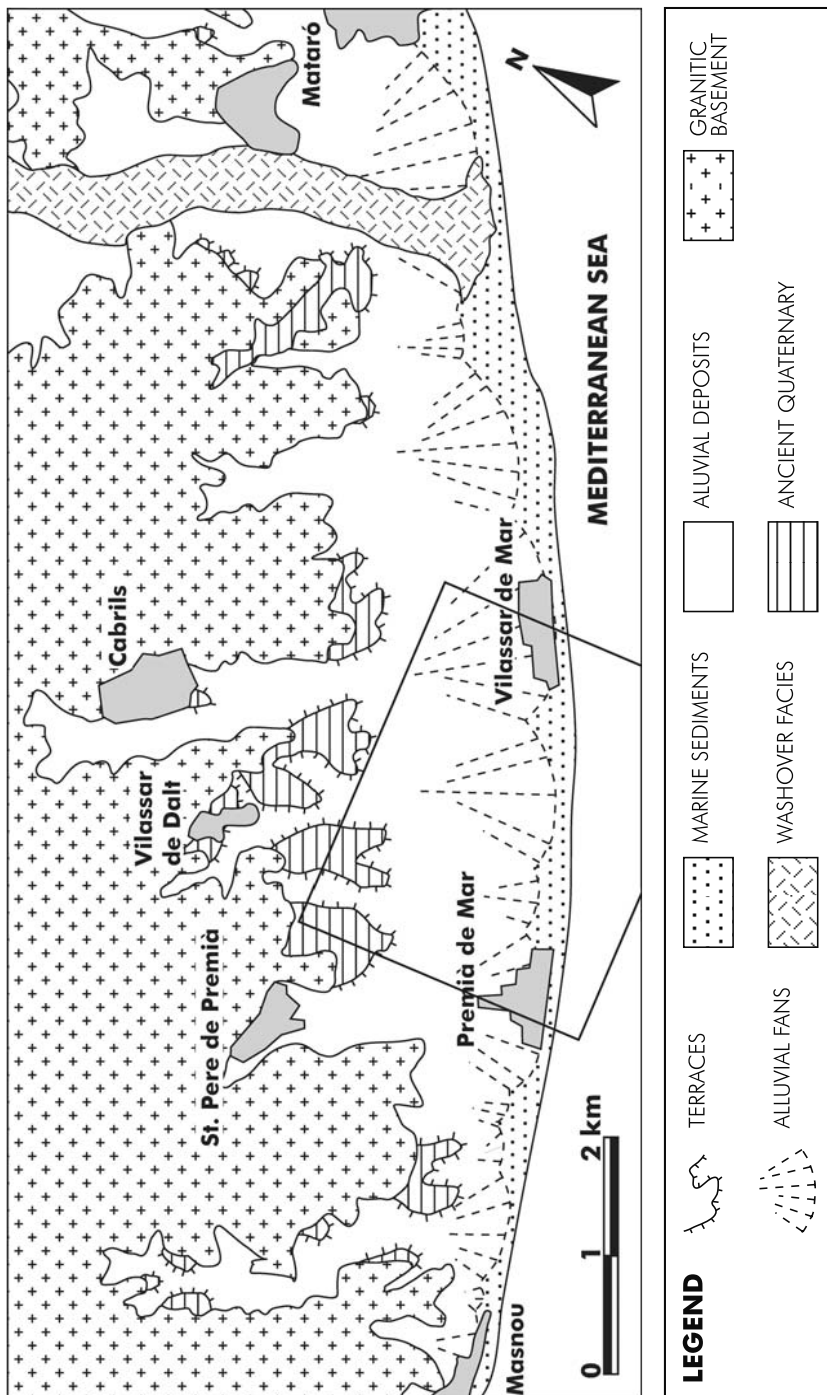 N
Mataró
Cabrils
Vilassar
de Dalt
St. Pere de Premià
Premià de Mar
Vilassar de Mar
MEDITERRANEAN SEA
Masnou
0 1 2 km
LEGEND
TERRACES
MARINE SEDIMENTS
ALUVIAL DEPOSITS
GRANITIC
BASEMENT
ALLUVIAL FANS
WASHOVER FACIES
ANCIENT QUATERNARY